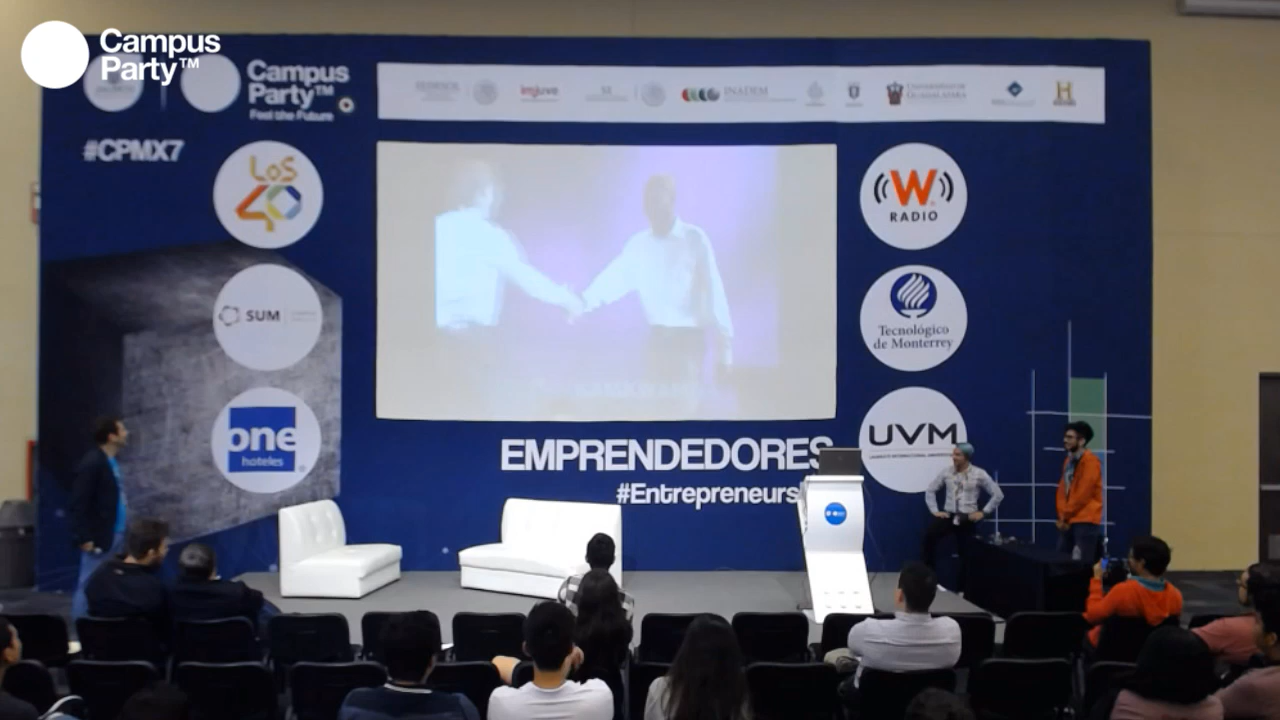 Campus
Party™
Campus
Party™
Feel the Future
#CPMX7
imjuve
INADEM
H
LOS
40
W
RADIO
SUM
Tecnológico
de Monterrey
one
hoteles
UVM
EMPRENDEDORES
#Entrepreneurs